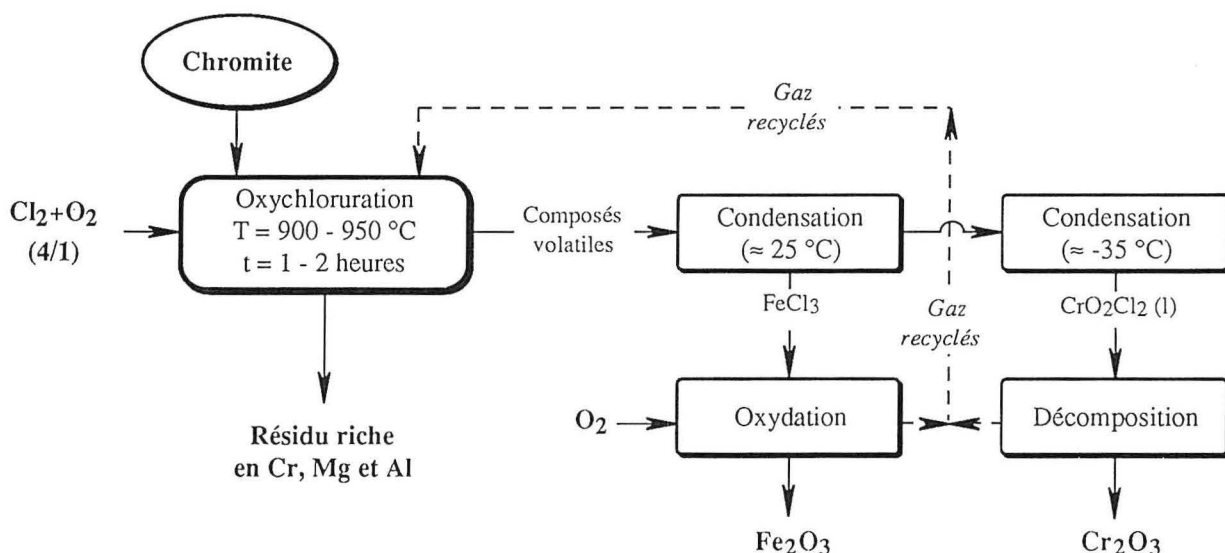 Chromite
Gaz
recyclés
Cl2+O2
(4/1)
Oxychloruration
T = 900 - 950 °C
t = 1 - 2 heures
Composés
volatiles
Condensation
(≈ 25 °C)
Condensation
(≈ -35 °C)
FeCl3
Gaz
recyclés
CrO2Cl2 (l)
O2
Oxydation
Décomposition
Résidu riche
en Cr, Mg et Al
Fe2O3
Cr2O3